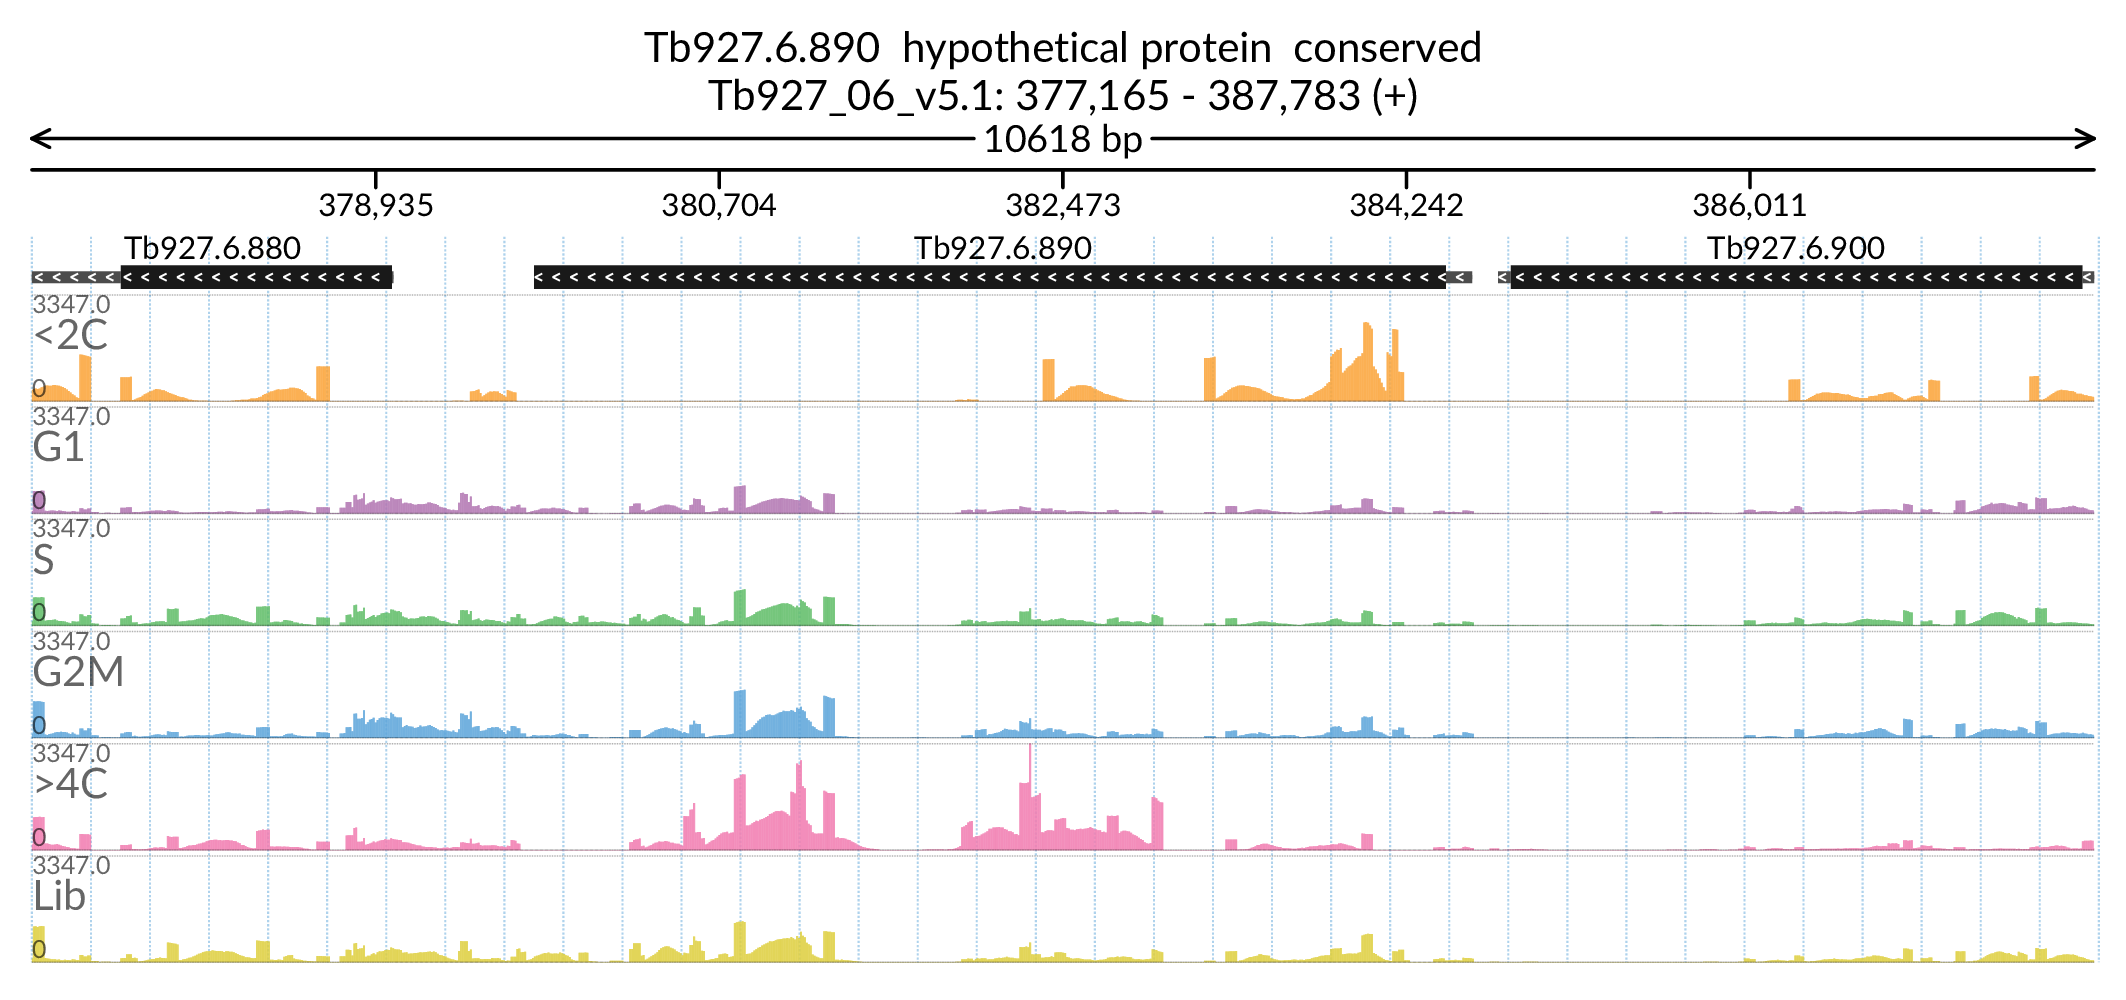 Tb927.6.890  hypothetical protein  conserved
Tb927_06_v5.1: 377,165 - 387,783 (+)
10618 bp
378,935 380,704 382,473 384,242 386,011
Tb927.6.880 Tb927.6.890 Tb927.6.900
3347.0
<2C
0
3347.0
G1
0
3347.0
S
0
3347.0
G2M
0
3347.0
>4C
0
3347.0
Lib
0